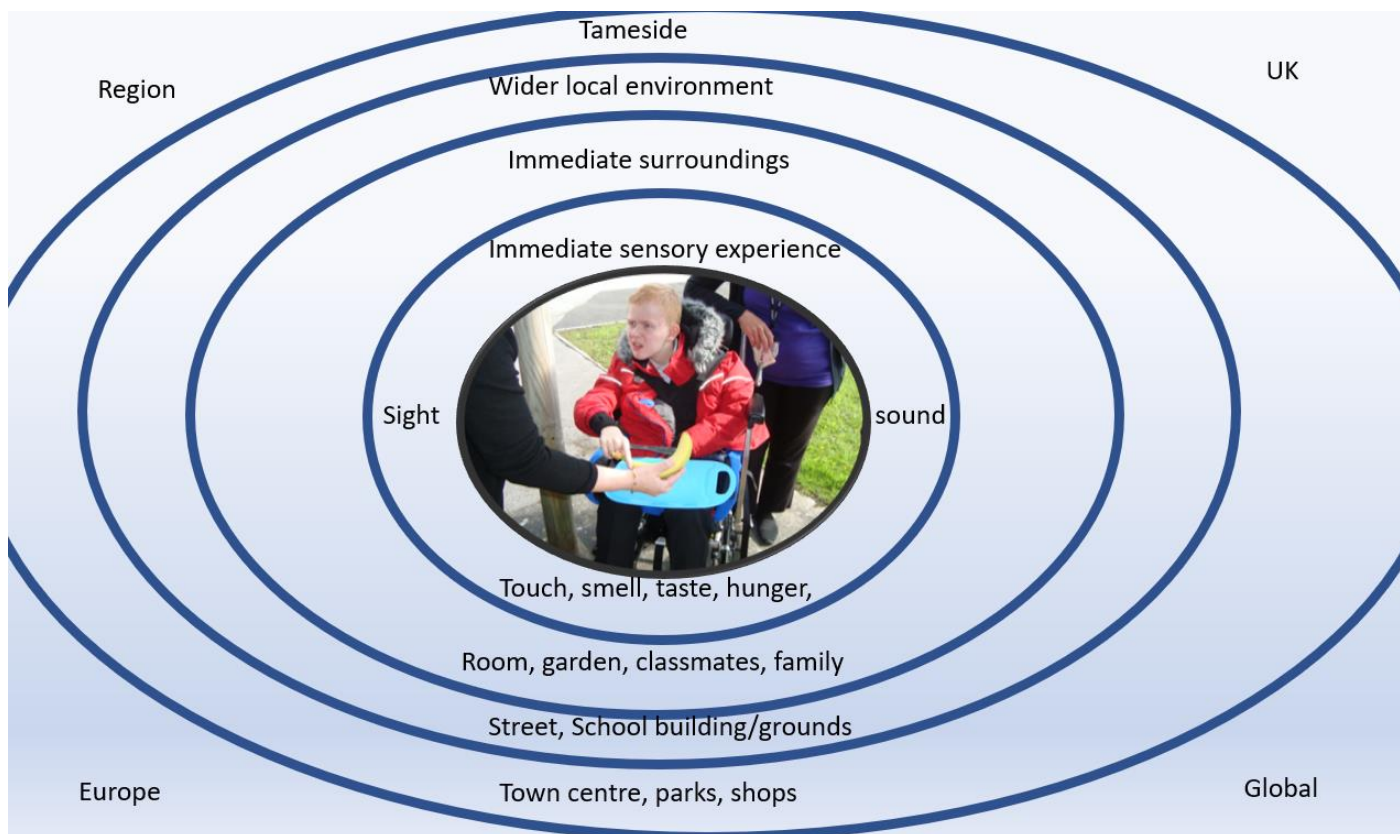 Tameside
Region
UK
Wider local environment
Immediate surroundings
Immediate sensory experience
Sight
sound
Touch, smell, taste, hunger,
Room, garden, classmates, family
Street, School building/grounds
Europe
Town centre, parks, shops
Global